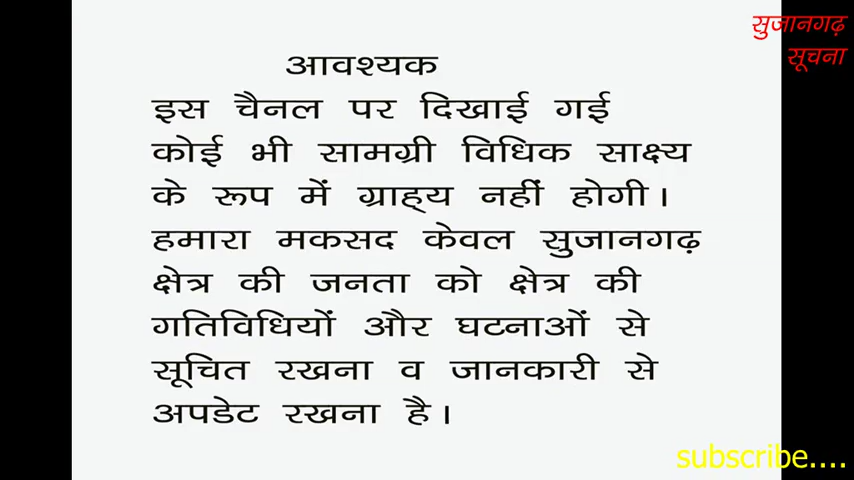 सुजानगढ़
सूचना
आवश्यक
इस चैनल पर दिखाई गई
कोई भी सामग्री विधिक साक्ष्य
के रूप में ग्राह्य नहीं होगी।
हमारा मकसद केवल सुजानगढ़
क्षेत्र की जनता को क्षेत्र की
गतिविधियों और घटनाओं से
सूचित रखना व जानकारी से
अपडेट रखना है।
subscribe....